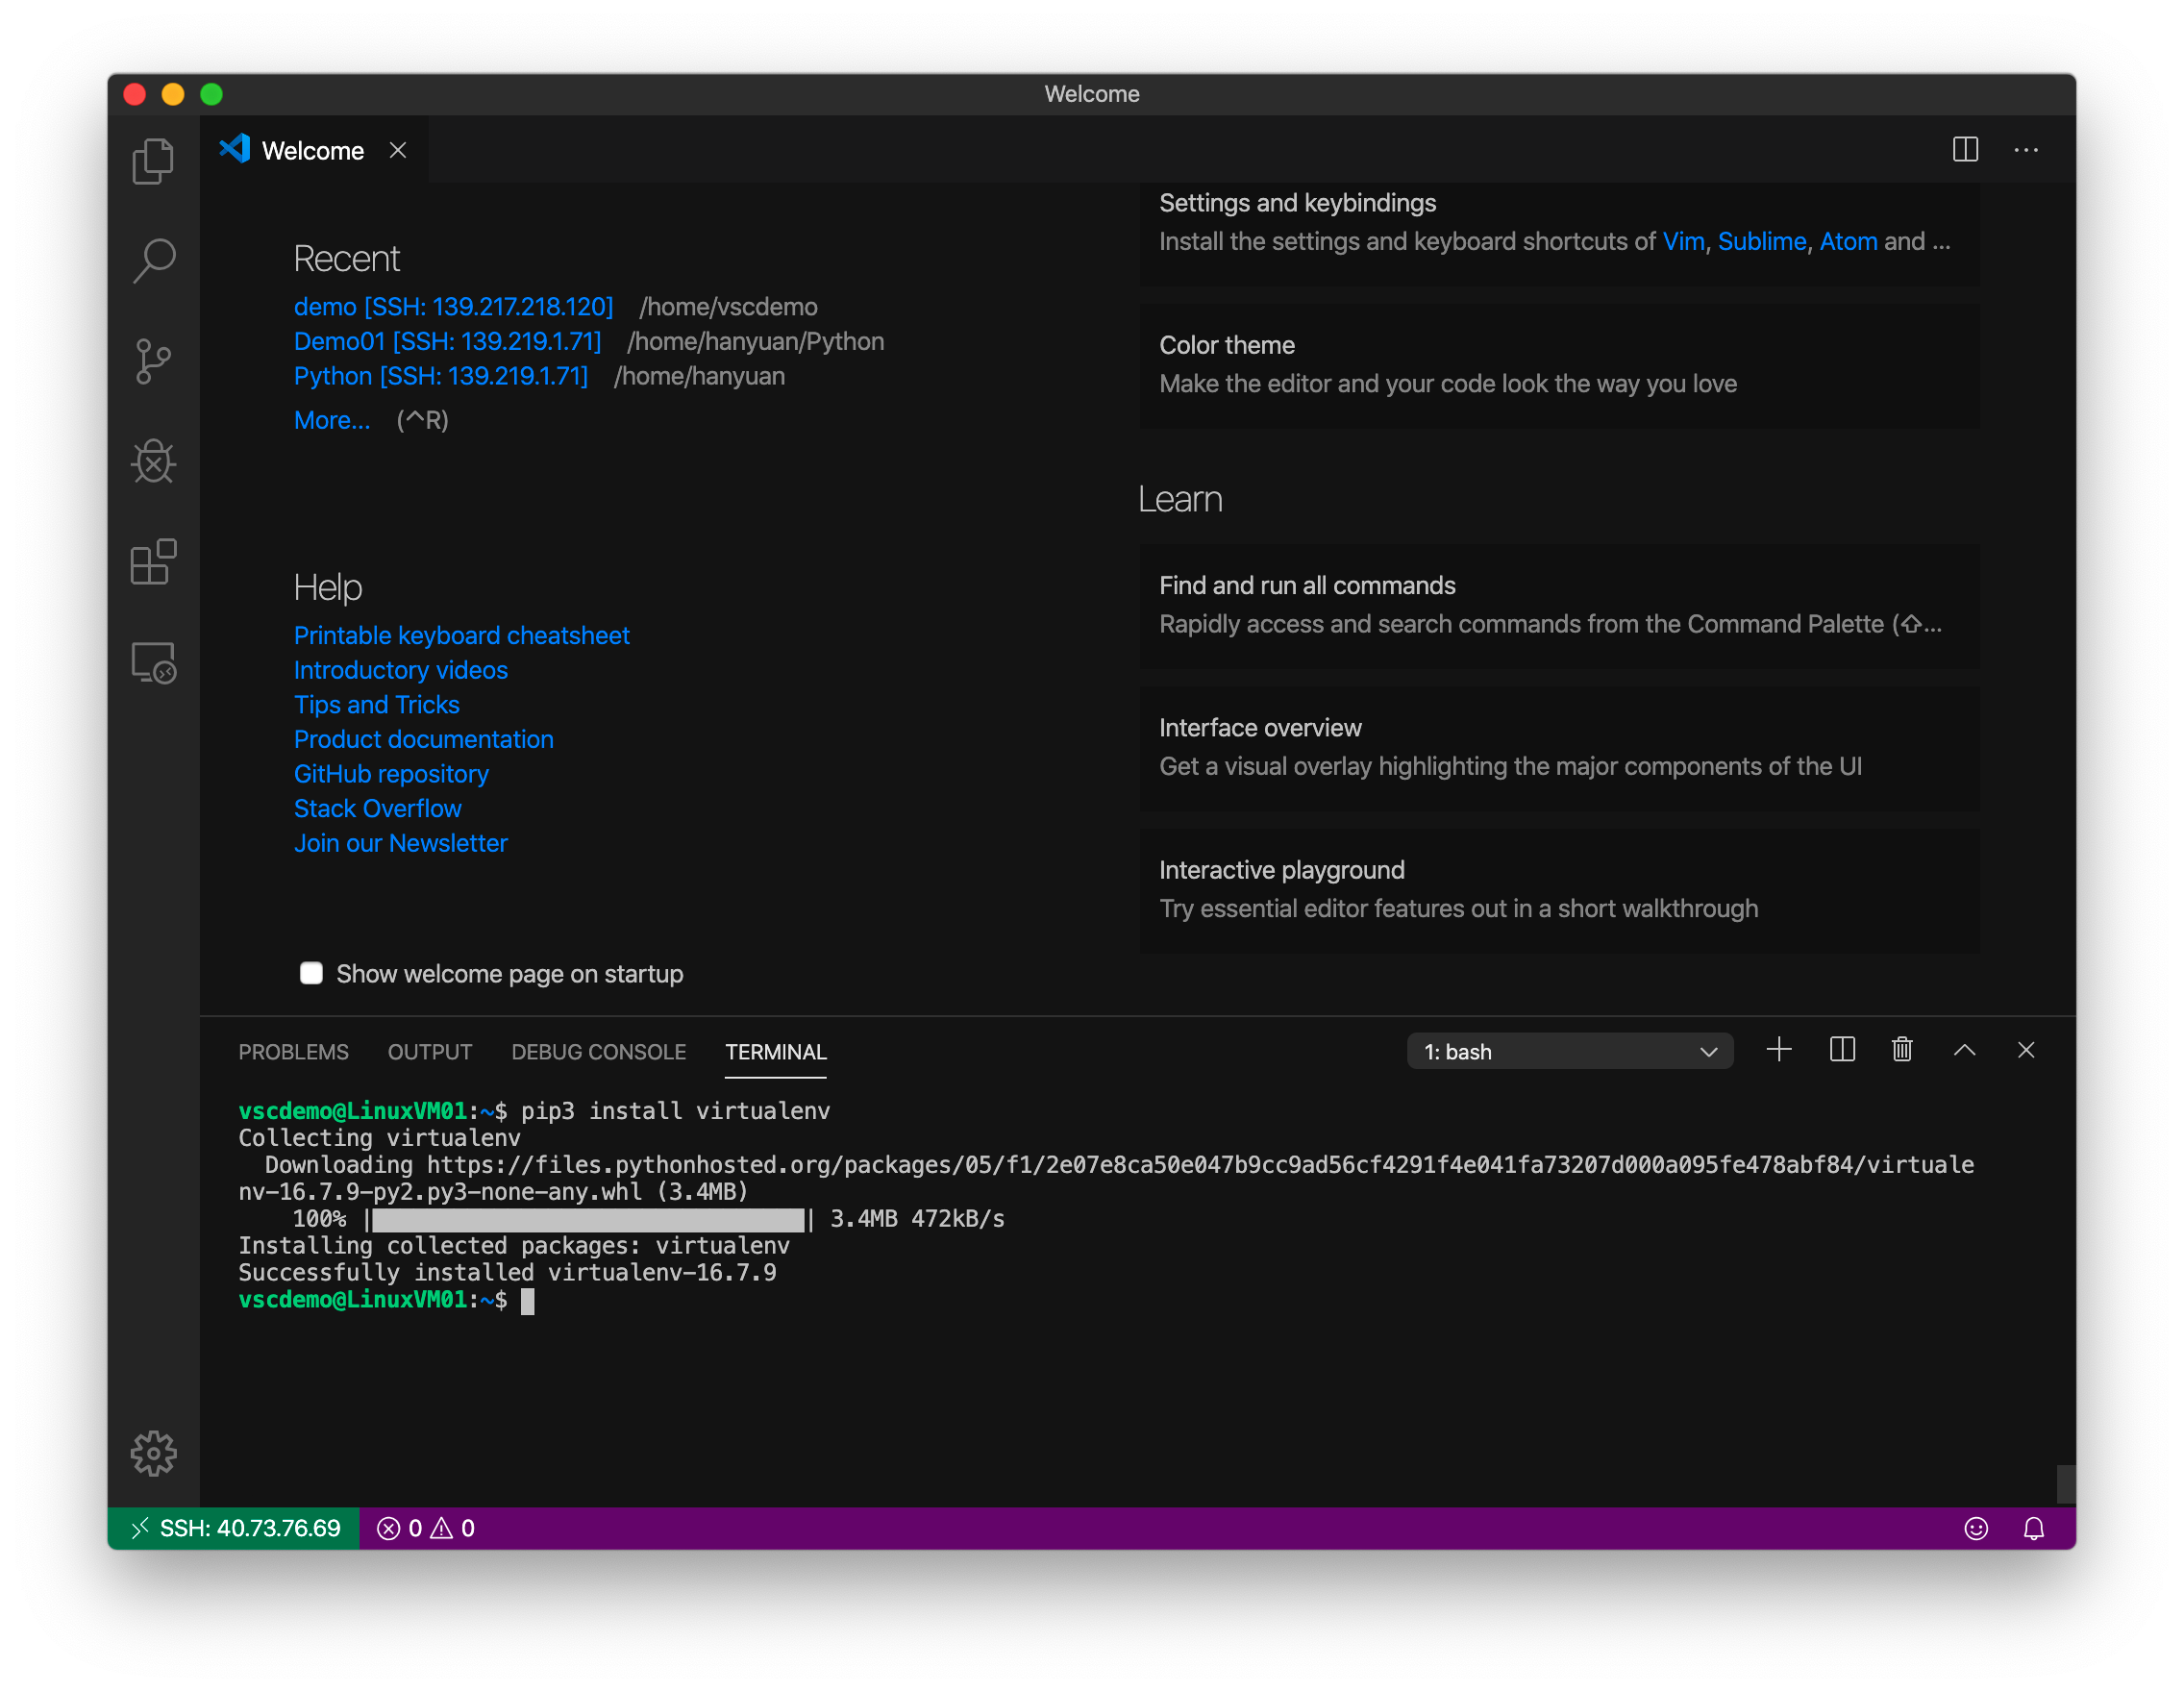 Welcome
Welcome
Recent
demo [SSH: 139.217.218.120] /home/vscdemo
Demo01 [SSH: 139.219.1.71] /home/hanyuan/Python
Python [SSH: 139.219.1.71] /home/hanyuan
More... (^R)
Help
Printable keyboard cheatsheet
Introductory videos
Tips and Tricks
Product documentation
GitHub repository
Stack Overflow
Join our Newsletter
Show welcome page on startup
Settings and keybindings
Install the settings and keyboard shortcuts of Vim, Sublime, Atom and ...
Color theme
Make the editor and your code look the way you love
Learn
Find and run all commands
Rapidly access and search commands from the Command Palette (⇧...
Interface overview
Get a visual overlay highlighting the major components of the UI
Interactive playground
Try essential editor features out in a short walkthrough
PROBLEMS OUTPUT DEBUG CONSOLE TERMINAL 1: bash
vscdemo@LinuxVM01:~$ pip3 install virtualenv
Collecting virtualenv
  Downloading https://files.pythonhosted.org/packages/05/f1/2e07e8ca50e047b9cc9ad56cf4291f4e041fa73207d000a095fe478abf84/virtuale
nv-16.7.9-py2.py3-none-any.whl (3.4MB)
    100% |████████████████████████████████| 3.4MB 472kB/s
Installing collected packages: virtualenv
Successfully installed virtualenv-16.7.9
vscdemo@LinuxVM01:~$
SSH: 40.73.76.69 0 0